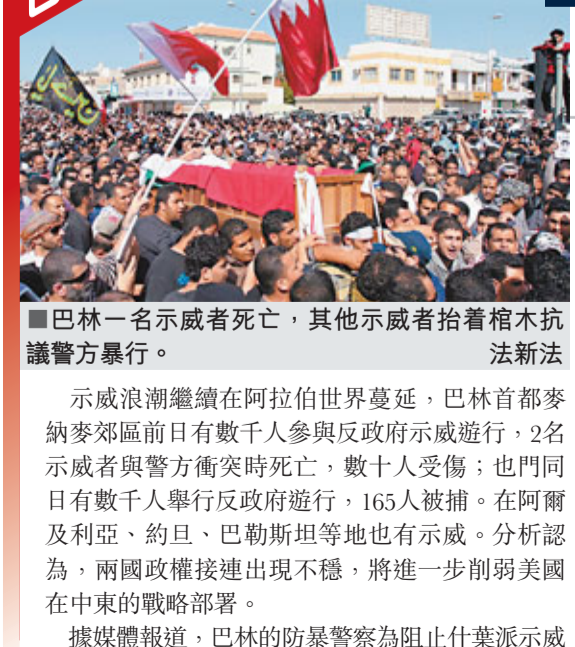 ■巴林一名示威者死亡，其他示威者抬着棺木抗
議警方暴行。 法新法
示威浪潮繼續在阿拉伯世界蔓延，巴林首都麥
納麥郊區前日有數千人參與反政府示威遊行，2名
示威者與警方衝突時死亡，數十人受傷；也門同
日有數千人舉行反政府遊行，165人被捕。在阿爾
及利亞、約旦、巴勒斯坦等地也有示威。分析認
為，兩國政權接連出現不穩，將進一步削弱美國
在中東的戰略部署。
據媒體報道，巴林的防暴警察為阻止什葉派示威